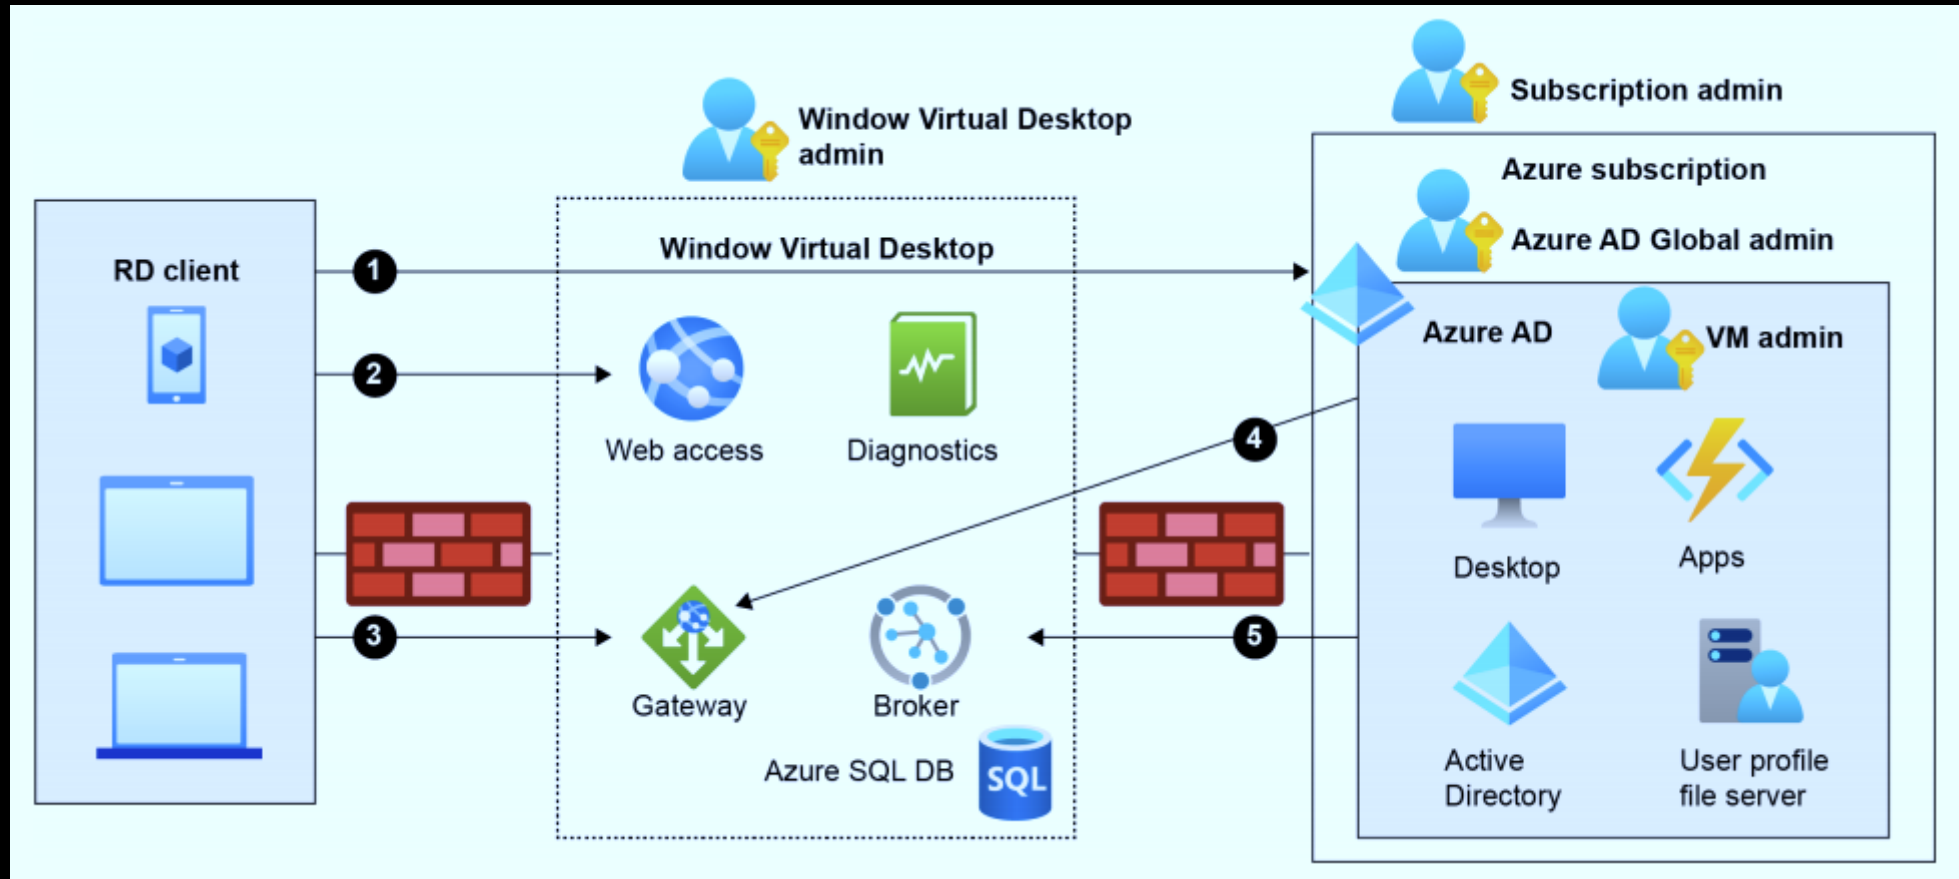 Subscription admin
Window Virtual Desktop
admin
Azure subscription
Azure AD Global admin
RD client
Window Virtual Desktop
1
Azure AD
VM admin
2
Web access
Diagnostics
4
Desktop
Apps
3
5
Gateway
Broker
Azure SQL DB
SQL
Active
Directory
User profile
file server